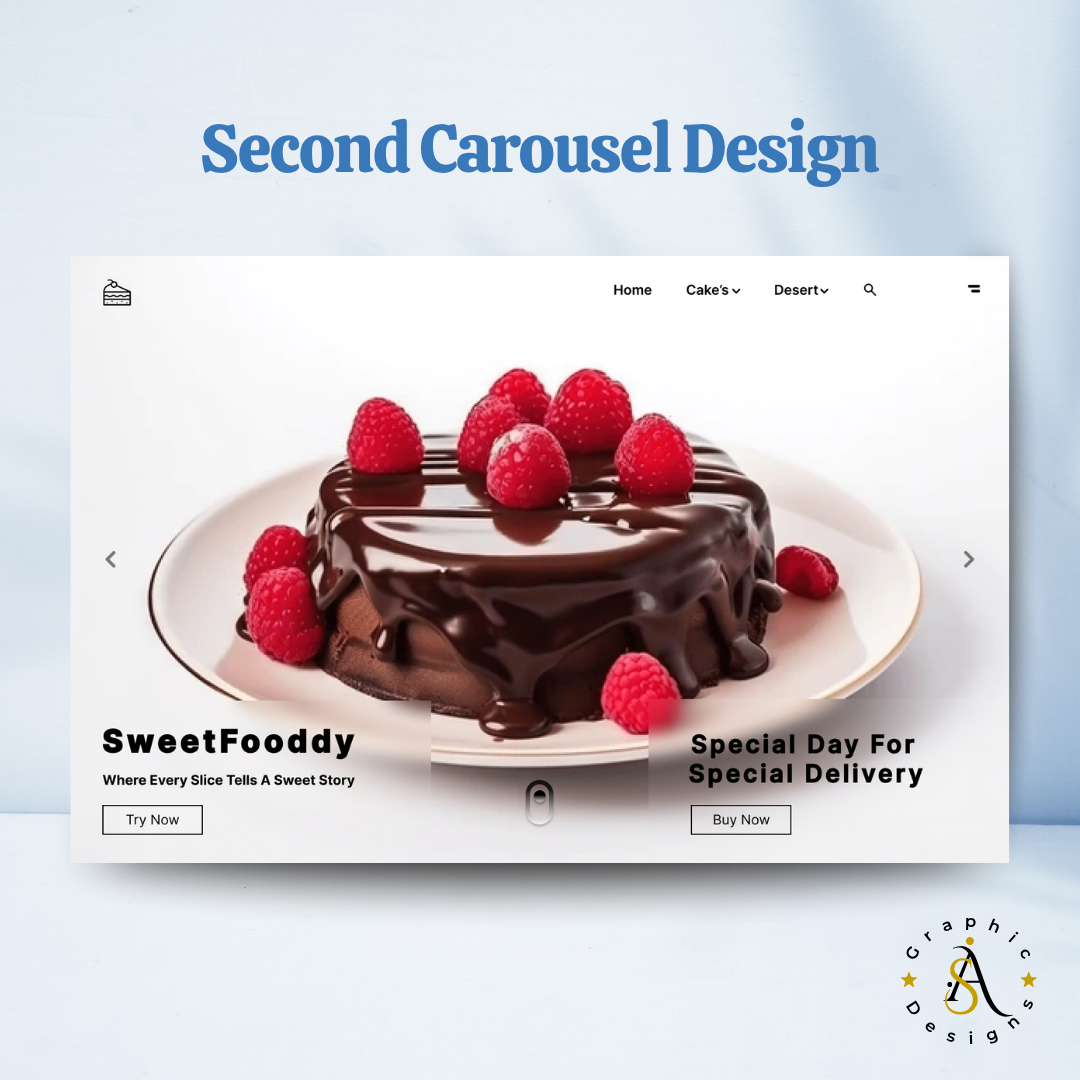 Second Carousel Design
Home Cake's Desert
SweetFooddy
Where Every Slice Tells A Sweet Story
Try Now
Special Day For
Special Delivery
Buy Now
Graphic
SA
Designs